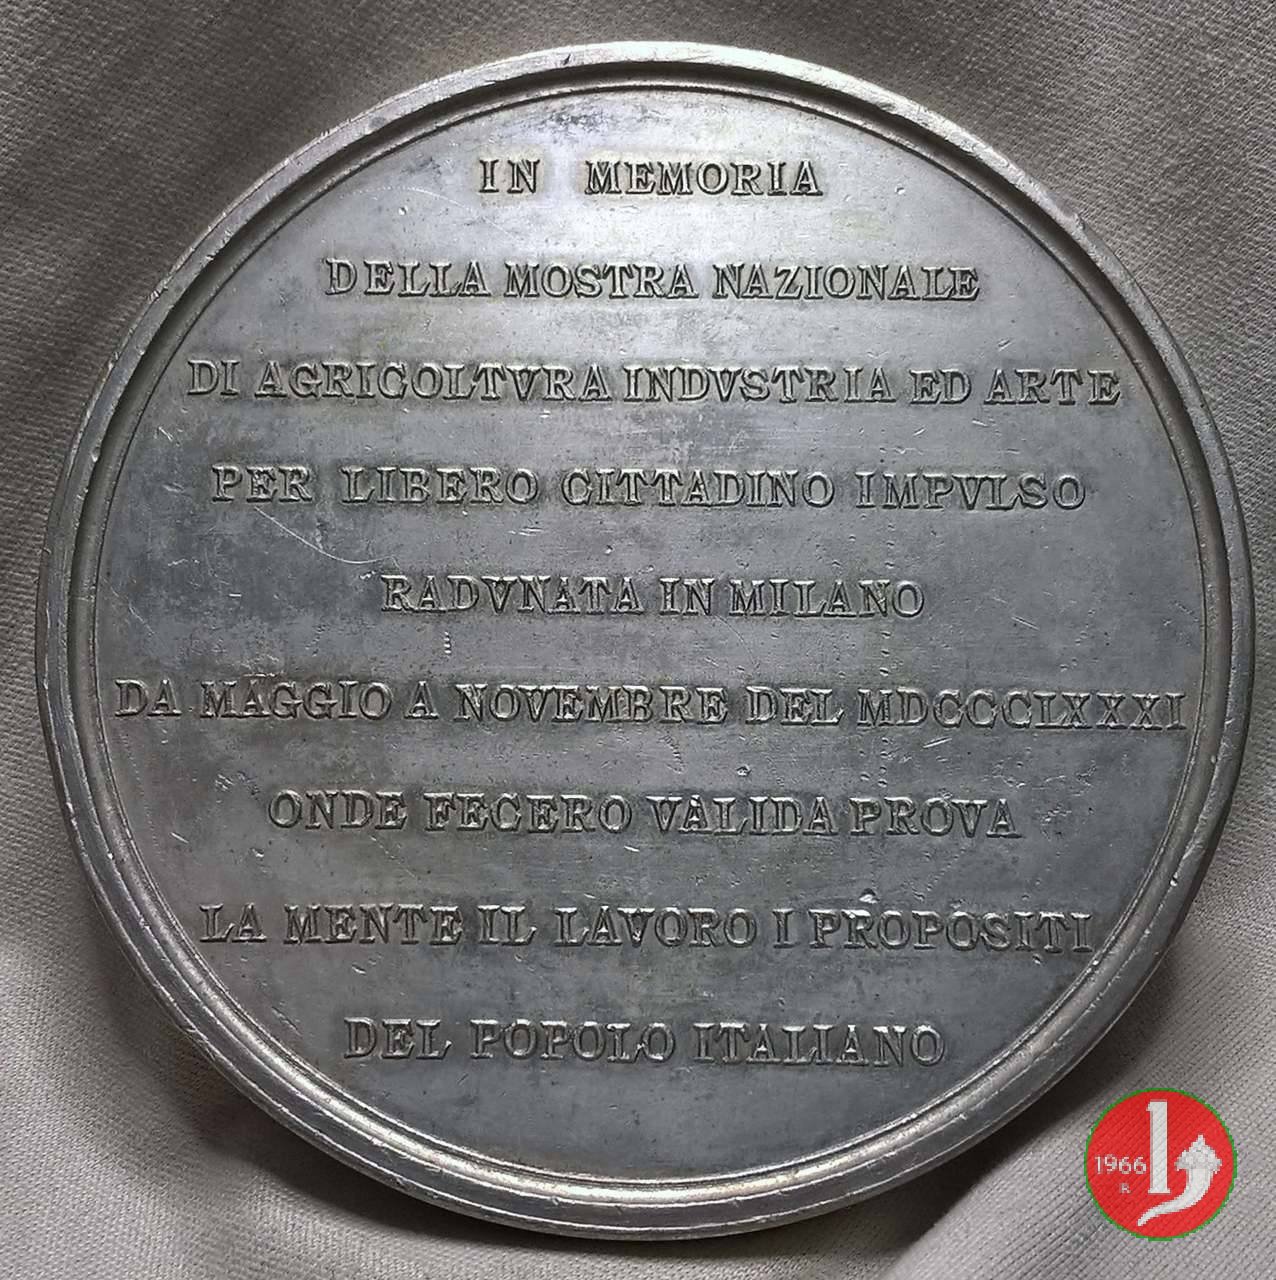 IN MEMORIA
DELLA MOSTRA NAZIONALE
DI AGRICOLTVRA INDVSTRIA ED ARTE
PER LIBERO CITTADINO IMPVLSO
RADVNATA IN MILANO
DA MAGGIO A NOVEMBRE DEL MDCCCLXXXI
ONDE FECERO VALIDA PROVA
LA MENTE IL LAVORO I PROPOSITI
DEL POPOLO ITALIANO
1966
R